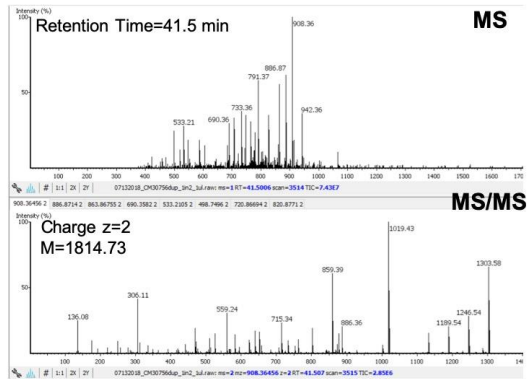 Intensity (%)
100
Retention Time=41.5 min
MS
908.36
886.87
791.37
733.36
690.36
942.36
533.21
100 200 300 400 500 600 700 800 900 1000 1100 1200 1300 1400 1500 1600 170
# 1:1 2X 2Y 07132018_CM30756dup_1in2_1ul.raw: ms=1 RT=41.5006 scan=3514 TIC=7.43E7
908.36456 2 886.8714 2 863.86755 2 690.3582 2 533.2105 2 498.7496 2 720.86694 2 820.8771 2
MS/MS
Intensity (%)
100
Charge z=2
M=1814.73
1019.43
1303.58
859.39
306.11
559.24
136.08
715.34
886.36
1189.54
1246.54
100 200 300 400 500 600 700 800 900 1000 1100 1200 1300 14
# 1:1 2X 2Y 07132018_CM30756dup_1in2_1ul.raw: ms=2 mz=908.36456 z=2 RT=41.507 scan=3515 TIC=2.85E6